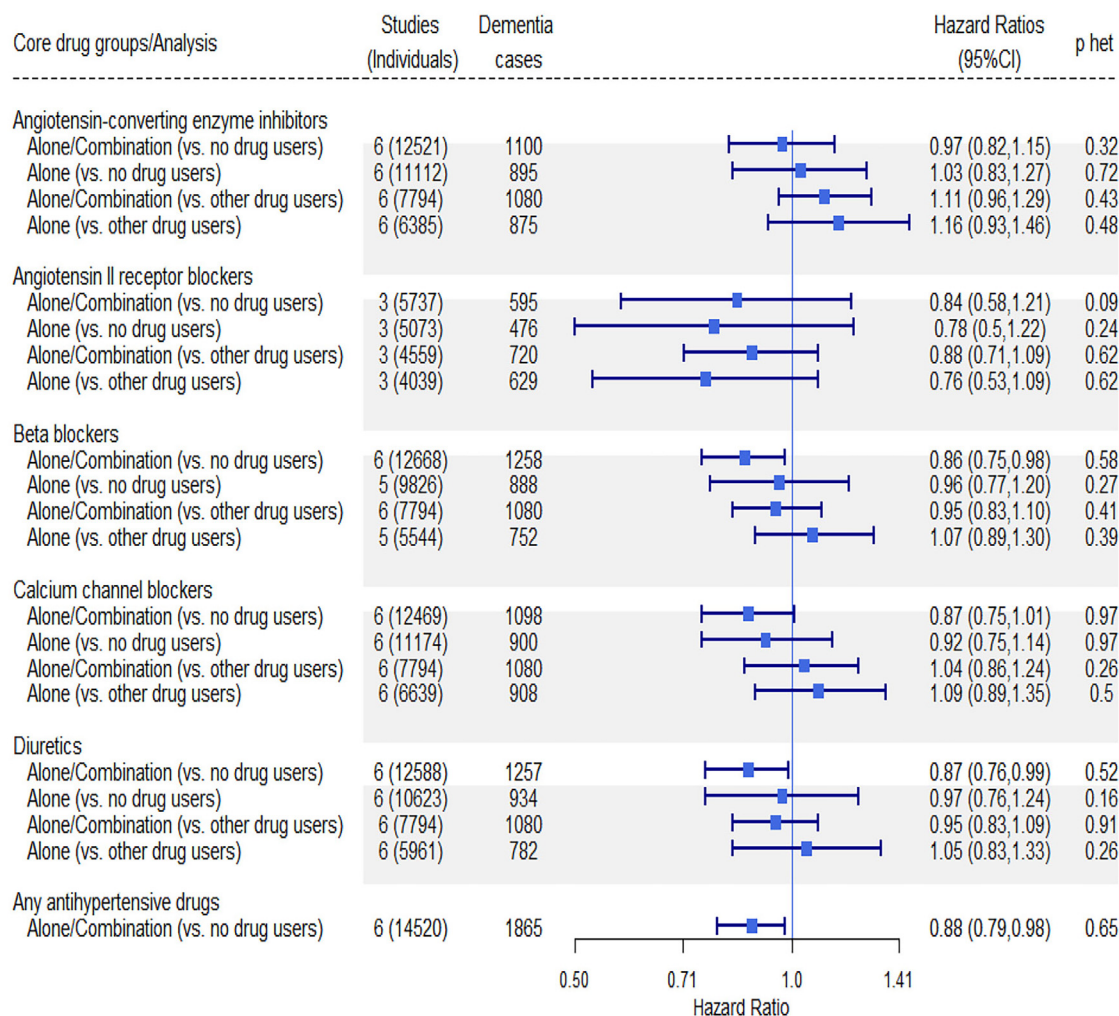 Core drug groups/Analysis Studies (Individuals) Dementia cases Hazard Ratios (95%CI) p het
Angiotensin-converting enzyme inhibitors
Alone/Combination (vs. no drug users) 6 (12521) 1100 0.97 (0.82,1.15) 0.32
Alone (vs. no drug users) 6 (11112) 895 1.03 (0.83,1.27) 0.72
Alone/Combination (vs. other drug users) 6 (7794) 1080 1.11 (0.96,1.29) 0.43
Alone (vs. other drug users) 6 (6385) 875 1.16 (0.93,1.46) 0.48
Angiotensin II receptor blockers
Alone/Combination (vs. no drug users) 3 (5737) 595 0.84 (0.58,1.21) 0.09
Alone (vs. no drug users) 3 (5073) 476 0.78 (0.5,1.22) 0.24
Alone/Combination (vs. other drug users) 3 (4559) 720 0.88 (0.71,1.09) 0.62
Alone (vs. other drug users) 3 (4039) 629 0.76 (0.53,1.09) 0.62
Beta blockers
Alone/Combination (vs. no drug users) 6 (12668) 1258 0.86 (0.75,0.98) 0.58
Alone (vs. no drug users) 5 (9826) 888 0.96 (0.77,1.20) 0.27
Alone/Combination (vs. other drug users) 6 (7794) 1080 0.95 (0.83,1.10) 0.41
Alone (vs. other drug users) 5 (5544) 752 1.07 (0.89,1.30) 0.39
Calcium channel blockers
Alone/Combination (vs. no drug users) 6 (12469) 1098 0.87 (0.75,1.01) 0.97
Alone (vs. no drug users) 6 (11174) 900 0.92 (0.75,1.14) 0.97
Alone/Combination (vs. other drug users) 6 (7794) 1080 1.04 (0.86,1.24) 0.26
Alone (vs. other drug users) 6 (6639) 908 1.09 (0.89,1.35) 0.5
Diuretics
Alone/Combination (vs. no drug users) 6 (12588) 1257 0.87 (0.76,0.99) 0.52
Alone (vs. no drug users) 6 (10623) 934 0.97 (0.76,1.24) 0.16
Alone/Combination (vs. other drug users) 6 (7794) 1080 0.95 (0.83,1.09) 0.91
Alone (vs. other drug users) 6 (5961) 782 1.05 (0.83,1.33) 0.26
Any antihypertensive drugs
Alone/Combination (vs. no drug users) 6 (14520) 1865 0.88 (0.79,0.98) 0.65
0.50 0.71 1.0 1.41
Hazard Ratio